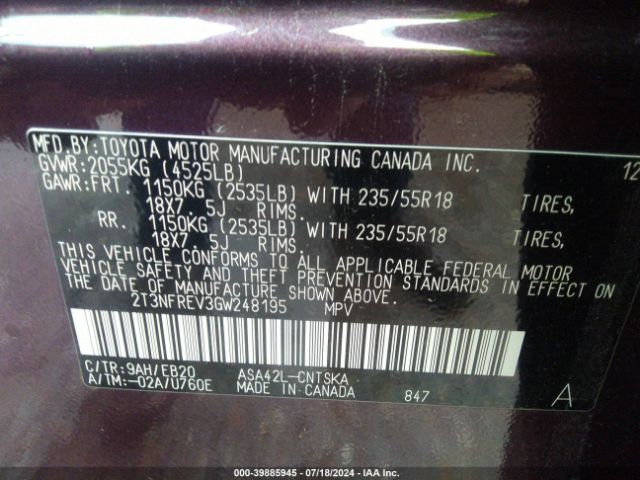 MFD.BY:TOYOTA MOTOR MANUFACTURING CANADA INC. 12
GVWR:2055KG (4525LB)
GAWR:FRT. 1150KG (2535LB) WITH 235/55R18 TIRES,
18X7. 5J RIMS.
RR. 1150KG (2535LB) WITH 235/55R18 TIRES,
18X7. 5J RIMS.
THIS VEHICLE CONFORMS TO ALL APPLICABLE FEDERAL MOTOR
VEHICLE SAFETY AND THEFT PREVENTION STANDARDS IN EFFECT ON
THE DATE OF MANUFACTURE SHOWN ABOVE.
2T3NFREV3GW248195 MPV
C/TR:9AH/EB20 ASA42L-CNTSKA
A/TM:-02A/U760E MADE IN CANADA 847 A
000-39885945 - 07/18/2024 - IAA Inc.